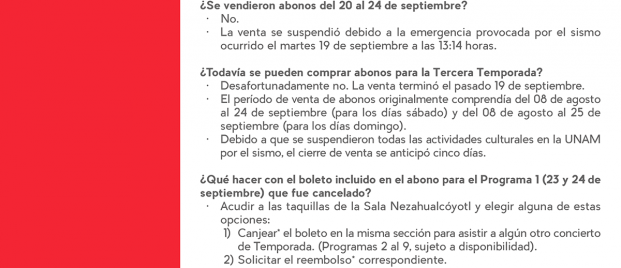 ¿Se vendieron abonos del 20 al 24 de septiembre?
· No.
· La venta se suspendió debido a la emergencia provocada por el sismo
ocurrido el martes 19 de septiembre a las 13:14 horas.
¿Todavía se pueden comprar abonos para la Tercera Temporada?
· Desafortunadamente no. La venta terminó el pasado 19 de septiembre.
· El período de venta de abonos originalmente comprendía del 08 de agosto
al 24 de septiembre (para los días sábado) y del 08 de agosto al 25 de
septiembre (para los días domingo).
· Debido a que se suspendieron todas las actividades culturales en la UNAM
por el sismo, el cierre de venta se anticipó cinco días.
¿Qué hacer con el boleto incluido en el abono para el Programa 1 (23 y 24 de
septiembre) que fue cancelado?
· Acudir a las taquillas de la Sala Nezahualcóyotl y elegir alguna de estas
opciones:
1) Canjear* el boleto en la misma sección para asistir a algún otro concierto
de Temporada. (Programas 2 al 9, sujeto a disponibilidad).
2) Solicitar el reembolso* correspondiente.